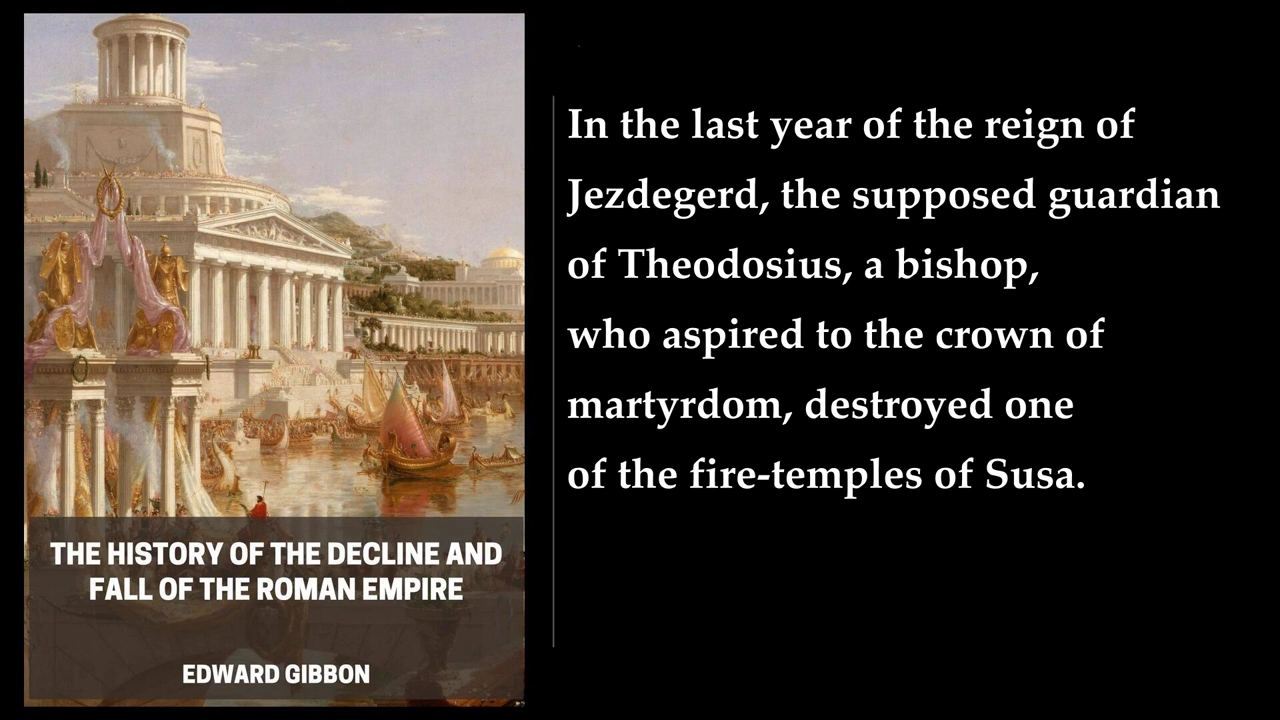 THE HISTORY OF THE DECLINE AND
FALL OF THE ROMAN EMPIRE
EDWARD GIBBON
In the last year of the reign of
Jezdegerd, the supposed guardian
of Theodosius, a bishop,
who aspired to the crown of
martyrdom, destroyed one
of the fire-temples of Susa.